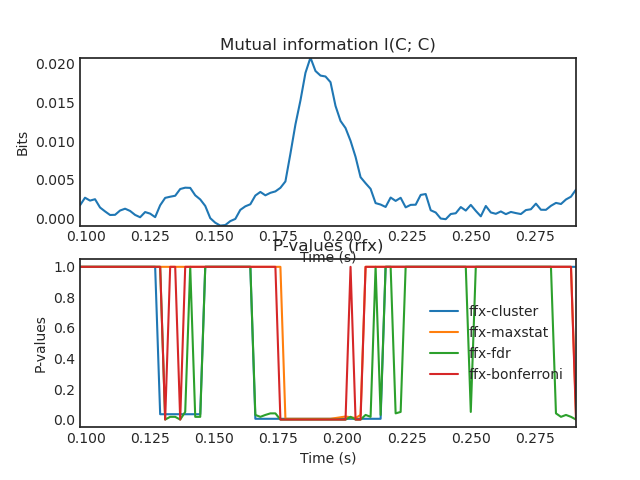 Mutual information I(C; C)
0.020
0.015
0.010
0.005
0.000
Bits
0.100 0.125 0.150 0.175 0.200 0.225 0.250 0.275
Time (s)
P-values (rfx)
1.0
0.8
0.6
0.4
0.2
0.0
P-values
ffx-cluster
ffx-maxstat
ffx-fdr
ffx-bonferroni
0.100 0.125 0.150 0.175 0.200 0.225 0.250 0.275
Time (s)